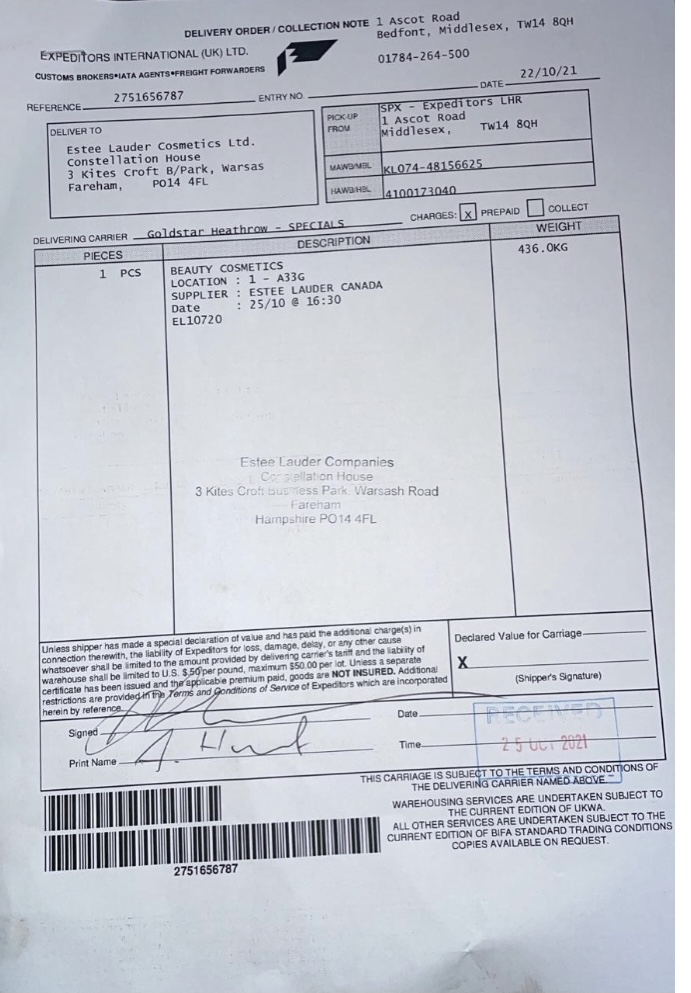 DELIVERY ORDER / COLLECTION NOTE
1 Ascot Road
Bedfont, Middlesex, TW14 8QH
01784-264-500
EXPEDITORS INTERNATIONAL (UK) LTD.
CUSTOMS BROKERS•IATA AGENTS•FREIGHT FORWARDERS
DATE 22/10/21
REFERENCE 2751656787
ENTRY NO.
DELIVER TO
Estee Lauder Cosmetics Ltd.
Constellation House
3 Kites Croft B/Park, Warsas
Fareham, PO14 4FL
PICK-UP FROM
SPX - Expeditors LHR
1 Ascot Road
Middlesex, TW14 8QH
MAWB/MBL KL074-48156625
HAWB/HBL 4100173040
DELIVERING CARRIER Goldstar Heathrow - SPECIALS
CHARGES: X PREPAID COLLECT
PIECES DESCRIPTION WEIGHT
1 PCS BEAUTY COSMETICS 436.0KG
LOCATION : 1 - A33G
SUPPLIER : ESTEE LAUDER CANADA
Date : 25/10 @ 16:30
EL10720
Estee Lauder Companies
Constellation House
3 Kites Croft Business Park, Warsash Road
Fareham
Hampshire PO14 4FL
Unless shipper has made a special declaration of value and has paid the additional charge(s) in
connection therewith, the liability of Expeditors for loss, damage, delay, or any other cause
whatsoever shall be limited to the amount provided by delivering carrier's tariff and the liability of
warehouse shall be limited to U.S. $.50 per pound, maximum $50.00 per lot. Unless a separate
certificate has been issued and the applicable premium paid, goods are NOT INSURED. Additional
restrictions are provided in the Terms and Conditions of Service of Expeditors which are incorporated
herein by reference.
Declared Value for Carriage
X
(Shipper's Signature)
Signed
Date
RECEIVED
Print Name J. Hunt
Time
25 OCT 2021
THIS CARRIAGE IS SUBJECT TO THE TERMS AND CONDITIONS OF
THE DELIVERING CARRIER NAMED ABOVE.
WAREHOUSING SERVICES ARE UNDERTAKEN SUBJECT TO
THE CURRENT EDITION OF UKWA.
ALL OTHER SERVICES ARE UNDERTAKEN SUBJECT TO THE
CURRENT EDITION OF BIFA STANDARD TRADING CONDITIONS
COPIES AVAILABLE ON REQUEST.
2751656787